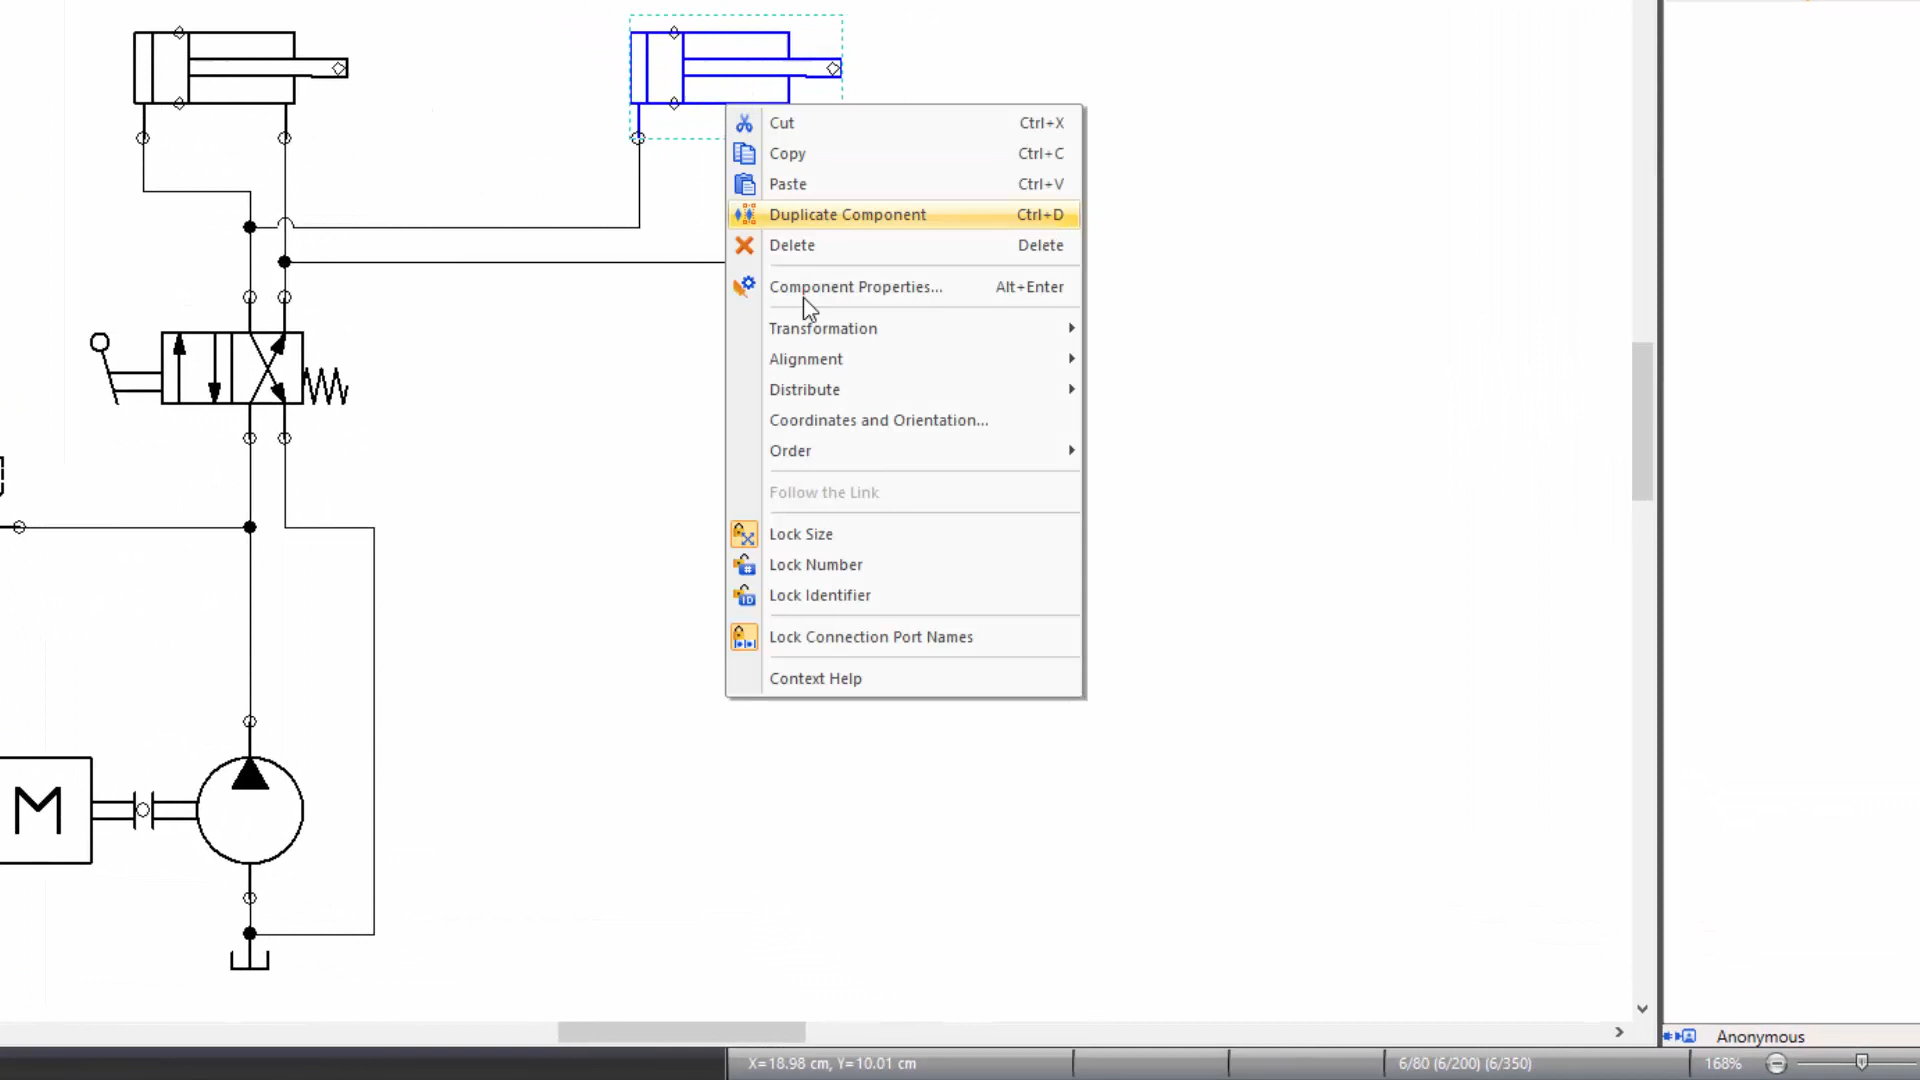 Cut Ctrl+X
Copy Ctrl+C
Paste Ctrl+V
Duplicate Component Ctrl+D
Delete Delete
Component Properties... Alt+Enter
Transformation
Alignment
Distribute
Coordinates and Orientation...
Order
Follow the Link
Lock Size
Lock Number
Lock Identifier
Lock Connection Port Names
Context Help
M
Anonymous
X=18.98 cm, Y=10.01 cm 6/80 (6/200) (6/350) 168%